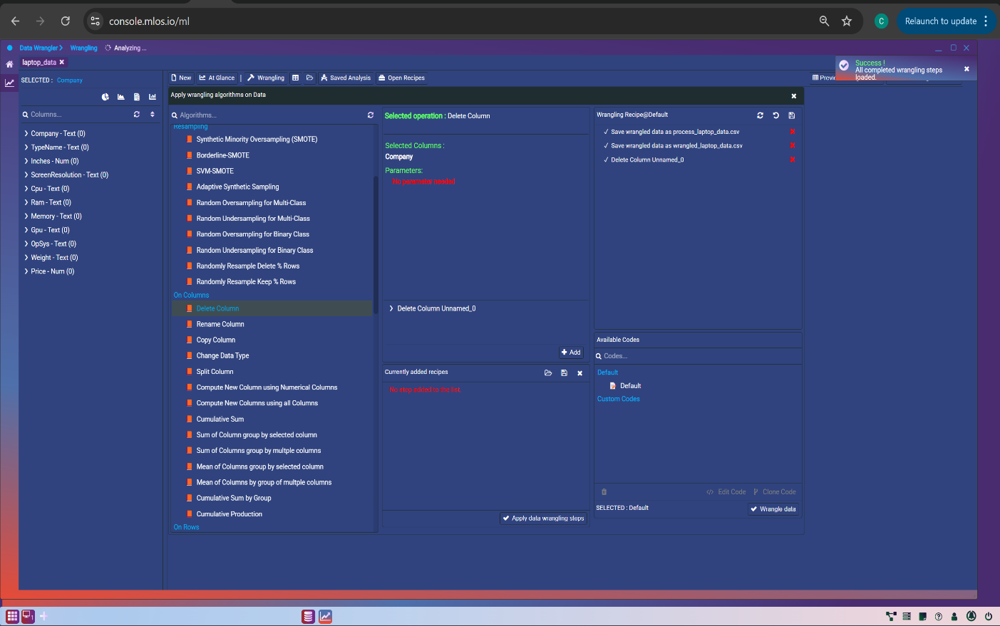 console.mlos.io/ml
C
Relaunch to update
Data Wrangler
Wrangling
Analyzing ...
laptop_data
SELECTED : Company
New
At Glance
|
Wrangling
Saved Analysis
Open Recipes
Success !
All completed wrangling steps
loaded.
Columns...
Company - Text (0)
TypeName - Text (0)
Inches - Num (0)
ScreenResolution - Text (0)
Cpu - Text (0)
Ram - Text (0)
Memory - Text (0)
Gpu - Text (0)
OpSys - Text (0)
Weight - Text (0)
Price - Num (0)
Apply wrangling algorithms on Data
Algorithms...
Resampling
Synthetic Minority Oversampling (SMOTE)
Borderline-SMOTE
SVM-SMOTE
Adaptive Synthetic Sampling
Random Oversampling for Multi-Class
Random Undersampling for Multi-Class
Random Oversampling for Binary Class
Random Undersampling for Binary Class
Randomly Resample Delete % Rows
Randomly Resample Keep % Rows
On Columns
Delete Column
Rename Column
Copy Column
Change Data Type
Split Column
Compute New Column using Numerical Columns
Compute New Columns using all Columns
Cumulative Sum
Sum of Column group by selected column
Sum of Columns group by multple columns
Mean of Columns group by selected column
Mean of Columns by group of multple columns
Cumulative Sum by Group
Cumulative Production
On Rows
Selected operation : Delete Column
Selected Columns :
Company
Parameters:
No parameter needed
Delete Column Unnamed_0
Add
Currently added recipes
No step added to the list.
Apply data wrangling steps
Wrangling Recipe@Default
Save wrangled data as process_laptop_data.csv
Save wrangled data as wrangled_laptop_data.csv
Delete Column Unnamed_0
Available Codes
Codes...
Default
Default
Custom Codes
Edit Code
Clone Code
SELECTED : Default
Wrangle data
1